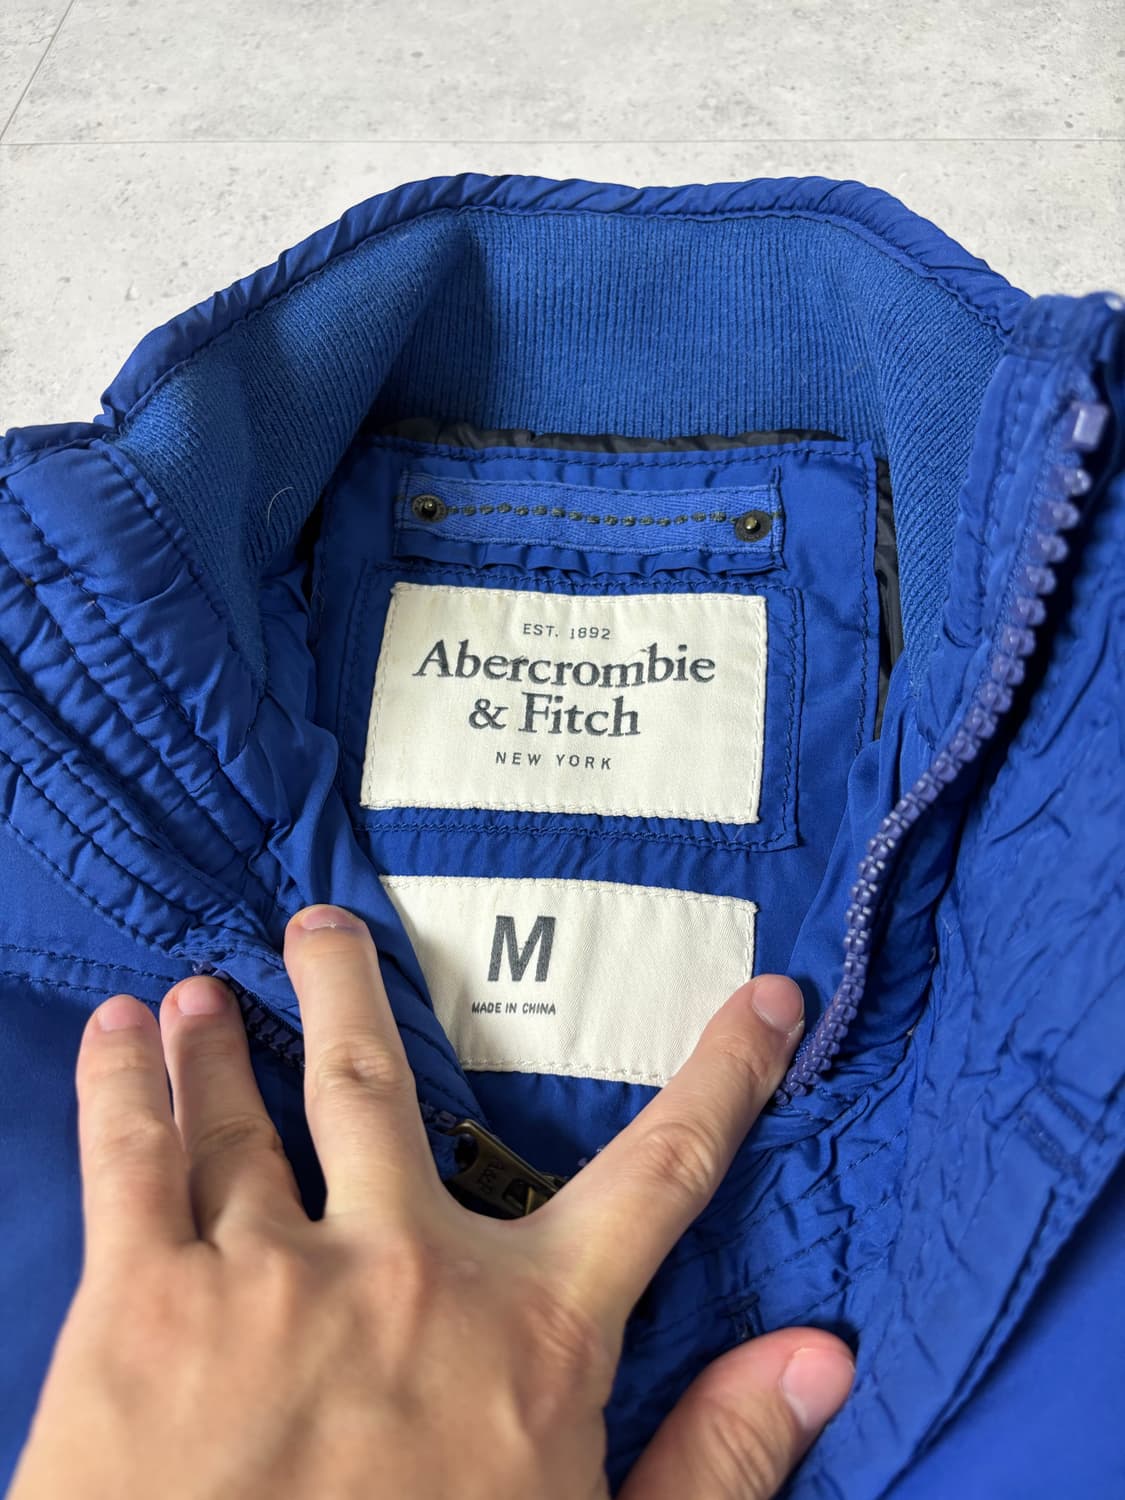 EST. 1892
Abercrombie
& Fitch
NEW YORK
M
MADE IN CHINA